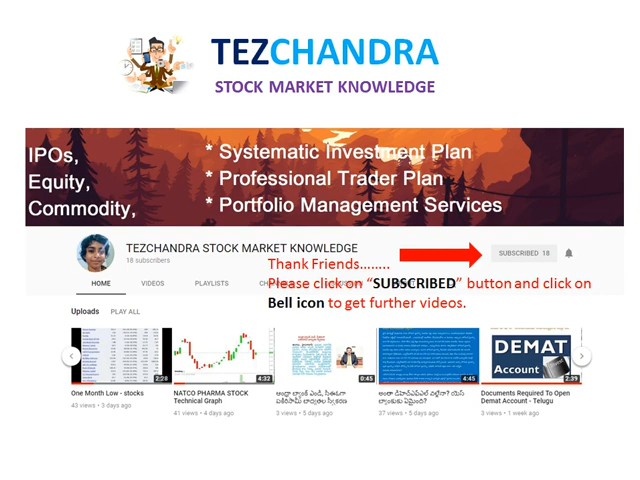 TEZCHANDRA
STOCK MARKET KNOWLEDGE
IPOs,
Equity,
Commodity,
* Systematic Investment Plan
* Professional Trader Plan
* Portfolio Management Services
TEZCHANDRA STOCK MARKET KNOWLEDGE
18 subscribers
SUBSCRIBED 18
Thank Friends........
Please click on “SUBSCRIBED” button and click on
Bell icon to get further videos.
HOME VIDEOS PLAYLISTS
Uploads PLAY ALL
2:28
4:32
0:45
4:45
DEMAT
Account
2:39
One Month Low - stocks
43 views • 3 days ago
NATCO PHARMA STOCK
Technical Graph
41 views • 4 days ago
ఆంధ్రా బ్యాంక్ ఎండి, సీఈఓగా
3 views • 5 days ago
37 views • 5 days ago
Documents Required To Open
Demat Account - Telugu
3 views • 1 week ago